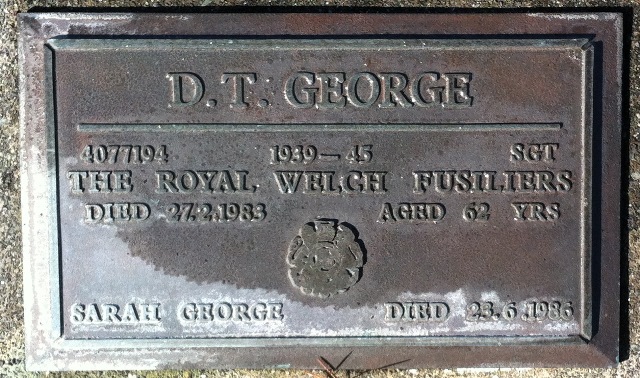 D. T. GEORGE
4077194 1939-45 SGT
THE ROYAL WELCH FUSILIERS
DIED 27.2.1983 AGED 62 YRS
SARAH GEORGE DIED 23.6.1986